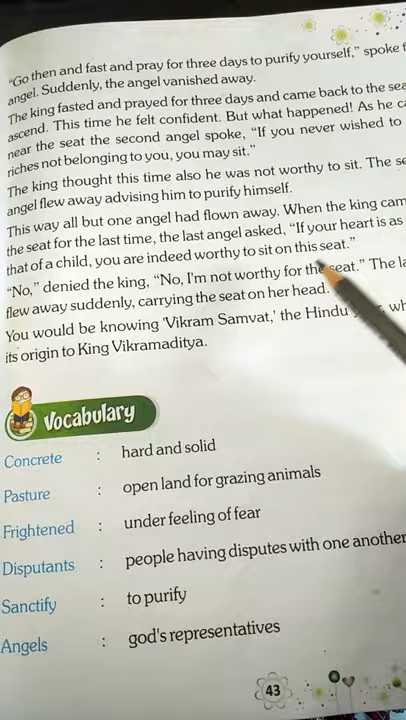 “Go then and fast and pray for three days to purify yourself,” spoke
angel. Suddenly, the angel vanished away.
The king fasted and prayed for three days and came back to the
ascend. This time he felt confident. But what happened! As he
near the seat the second angel spoke, “If you never wished to
riches not belonging to you, you may sit.”
The king thought this time also he was not worthy to sit. The
angel flew away advising him to purify himself.
This way all but one angel had flown away. When the king
the seat for the last time, the last angel asked, “If your heart is as
that of a child, you are indeed worthy to sit on this seat.”
“No,” denied the king, “No, I'm not worthy for the seat.” The
flew away suddenly, carrying the seat on her head.
You would be knowing 'Vikram Samvat,' the Hindu
its origin to King Vikramaditya.
Vocabulary
Concrete : hard and solid
Pasture : open land for grazing animals
Frightened : under feeling of fear
Disputants : people having disputes with one another
Sanctify : to purify
Angels : god's representatives
43